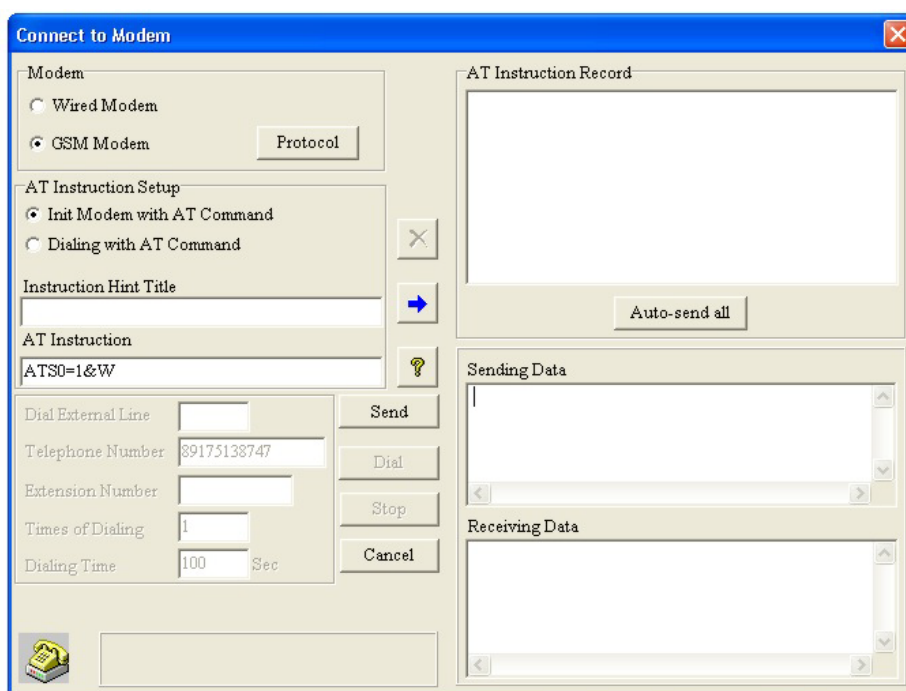 Connect to Modem
Modem
Wired Modem
GSM Modem
Protocol
AT Instruction Setup
Init Modem with AT Command
Dialing with AT Command
Instruction Hint Title
AT Instruction
ATS0=1&W
Dial External Line
Telephone Number 89175138747
Extension Number
Times of Dialing 1
Dialing Time 100 Sec
Send
Dial
Stop
Cancel
AT Instruction Record
Auto-send all
Sending Data
Receiving Data